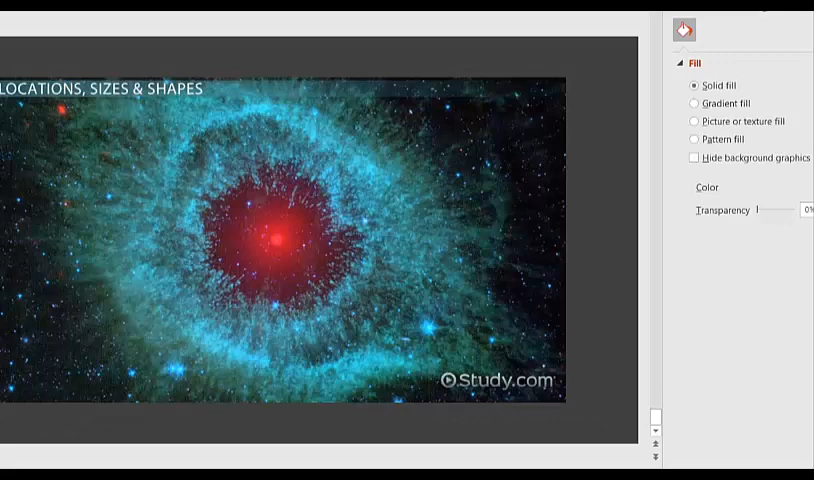 LOCATIONS, SIZES & SHAPES
Study.com
Fill
Solid fill
Gradient fill
Picture or texture fill
Pattern fill
Hide background graphics
Color
Transparency
0%